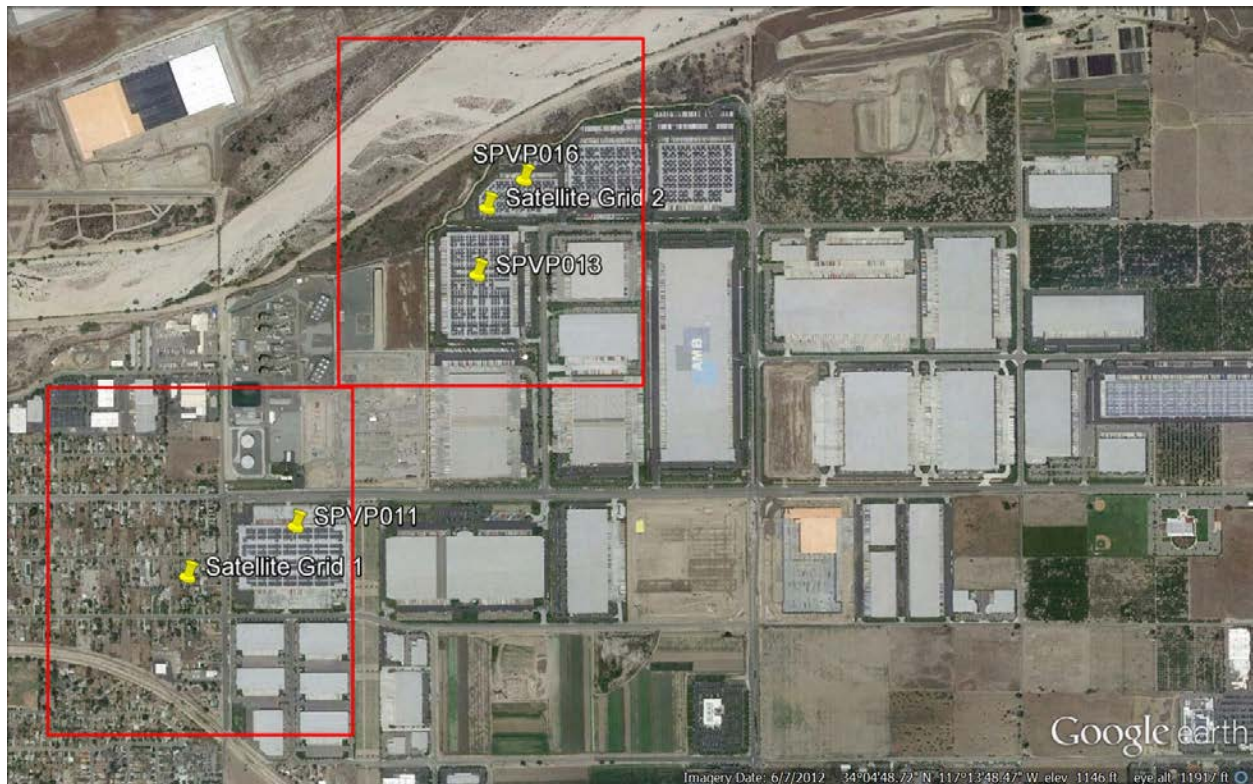 SPVP016
Satellite Grid 2
SPVP013
AMB
SPVP011
Satellite Grid 1
Google earth
Imagery Date: 6/7/2012 34°04'48.72" N 117°13'48.47" W elev 1146 ft eye alt 11917 ft